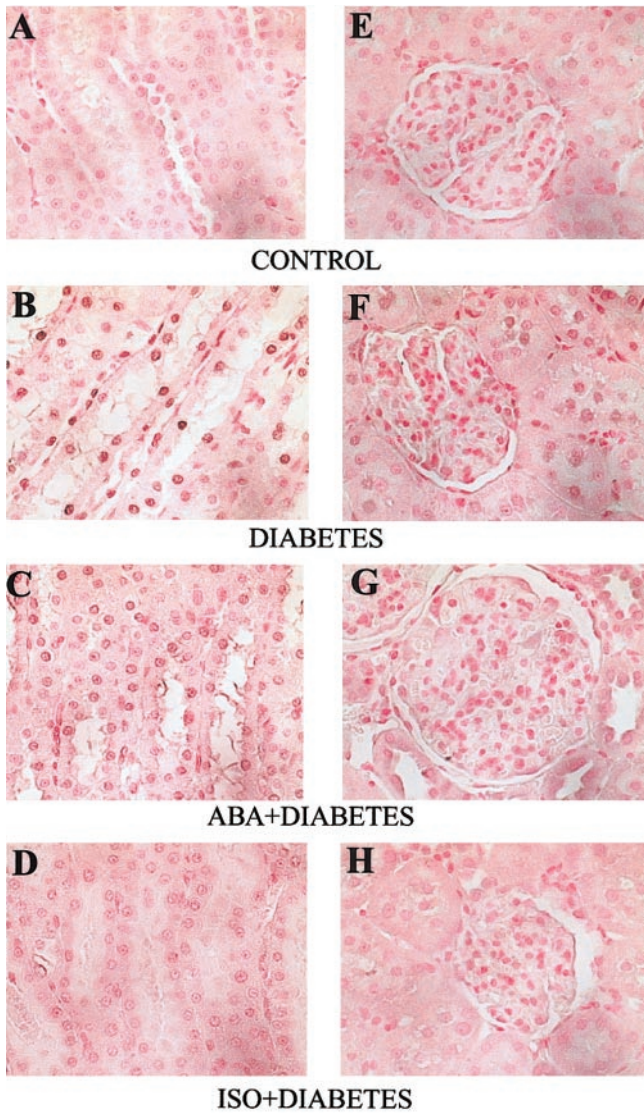 A E
CONTROL
B F
DIABETES
C G
ABA+DIABETES
D H
ISO+DIABETES